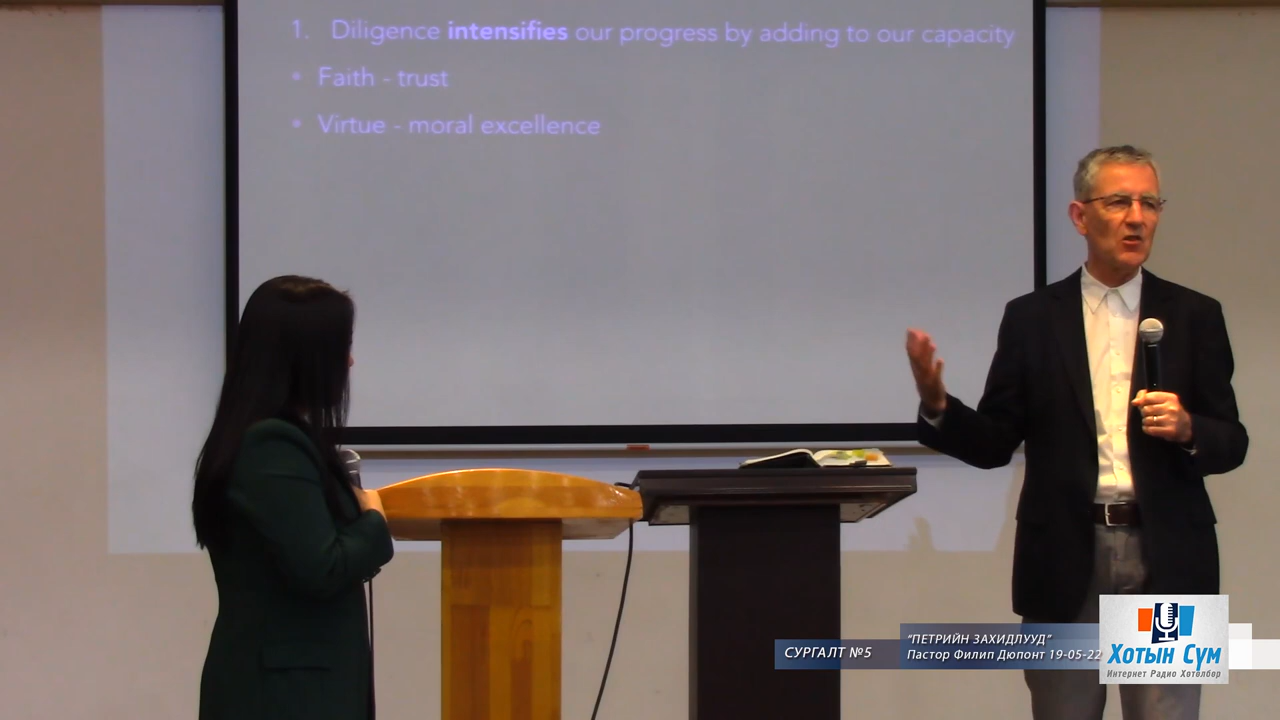 1. Diligence intensifies our progress by adding to our capacity
• Faith - trust
• Virtue - moral excellence
СУРГАЛТ №5
"ПЕТРИЙН ЗАХИДЛУУД"
Пастор Филип Дюпонт 19-05-22
Хотын Сүм
Интернет Радио Хөтөлбөр